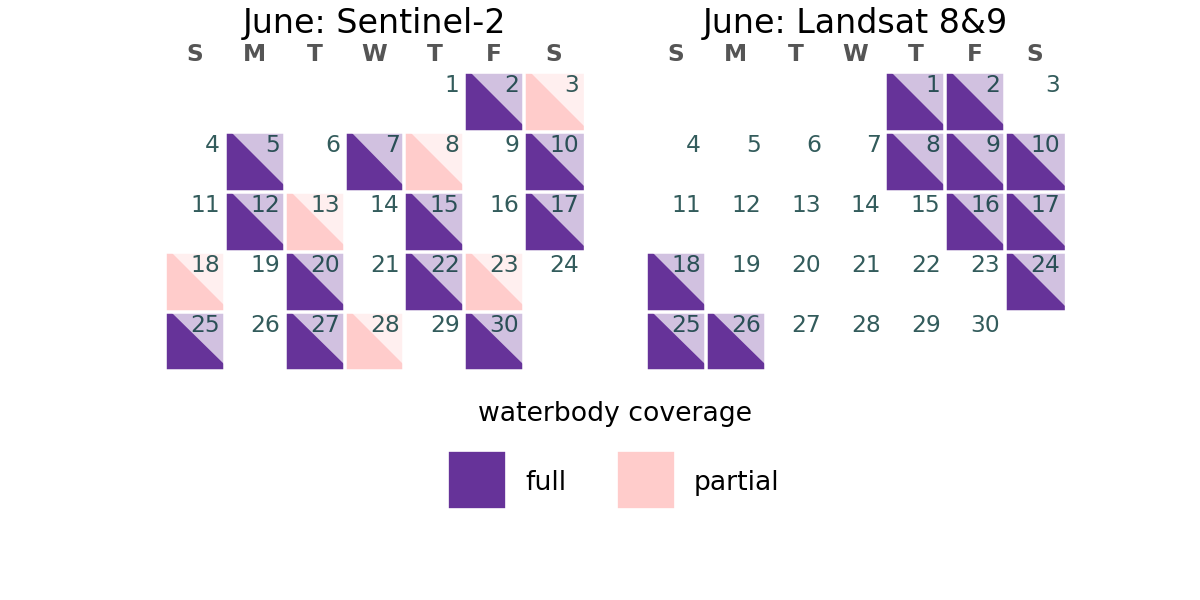 June: Sentinel-2
S M T W T F S
1 2 3
4 5 6 7 8 9 10
11 12 13 14 15 16 17
18 19 20 21 22 23 24
25 26 27 28 29 30
June: Landsat 8&9
S M T W T F S
1 2 3
4 5 6 7 8 9 10
11 12 13 14 15 16 17
18 19 20 21 22 23 24
25 26 27 28 29 30
waterbody coverage
full partial